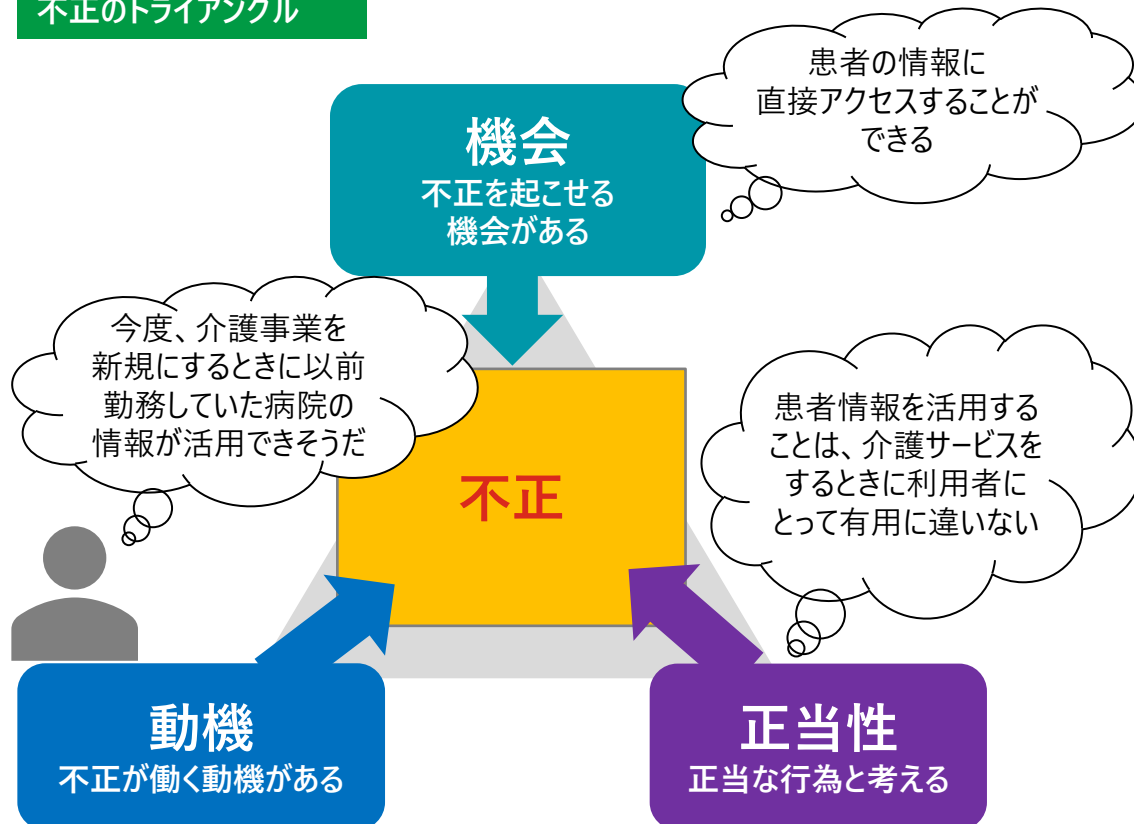 不正のトライアングル
患者の情報に
直接アクセスすることが
できる
機会
不正を起こせる
機会がある
今度、介護事業を
新規にするときに以前
勤務していた病院の
情報が活用できそうだ
患者情報を活用する
ことは、介護サービスを
するときに利用者に
とって有用に違いない
不正
動機
不正が働く動機がある
正当性
正当な行為と考える